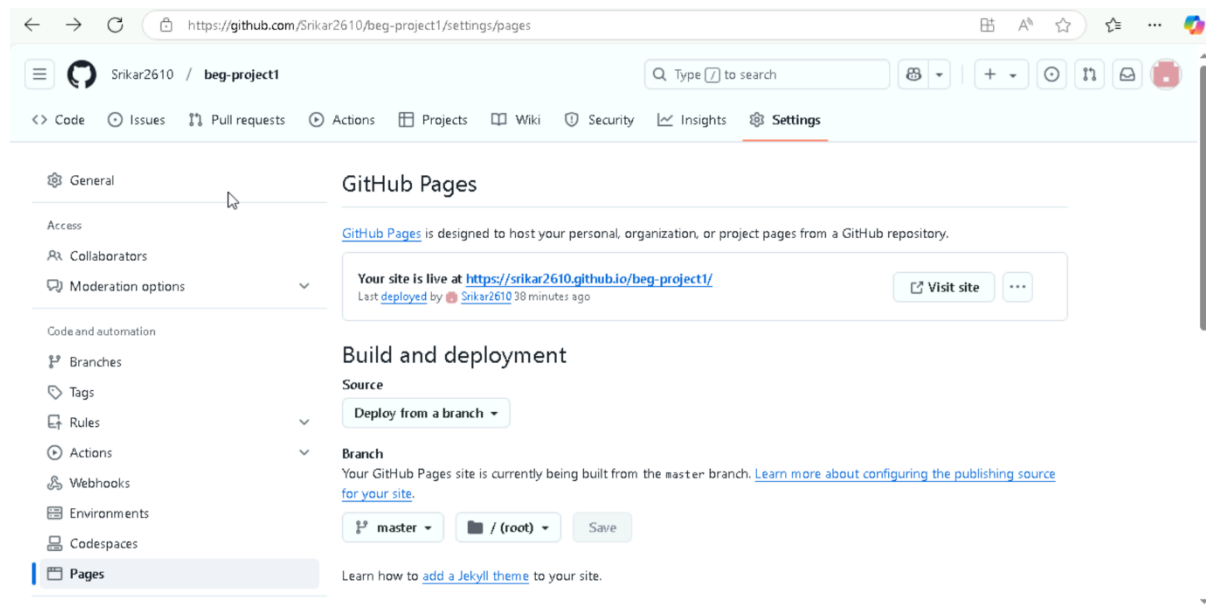 https://github.com/Srikar2610/beg-project1/settings/pages
Srikar2610 / beg-project1
Type / to search
Code Issues Pull requests Actions Projects Wiki Security Insights Settings
General
Access
Collaborators
Moderation options
Code and automation
Branches
Tags
Rules
Actions
Webhooks
Environments
Codespaces
Pages
GitHub Pages
GitHub Pages is designed to host your personal, organization, or project pages from a GitHub repository.
Your site is live at https://srikar2610.github.io/beg-project1/
Last deployed by Srikar2610 38 minutes ago
Visit site
Build and deployment
Source
Deploy from a branch
Branch
Your GitHub Pages site is currently being built from the master branch. Learn more about configuring the publishing source
for your site.
master / (root) Save
Learn how to add a Jekyll theme to your site.